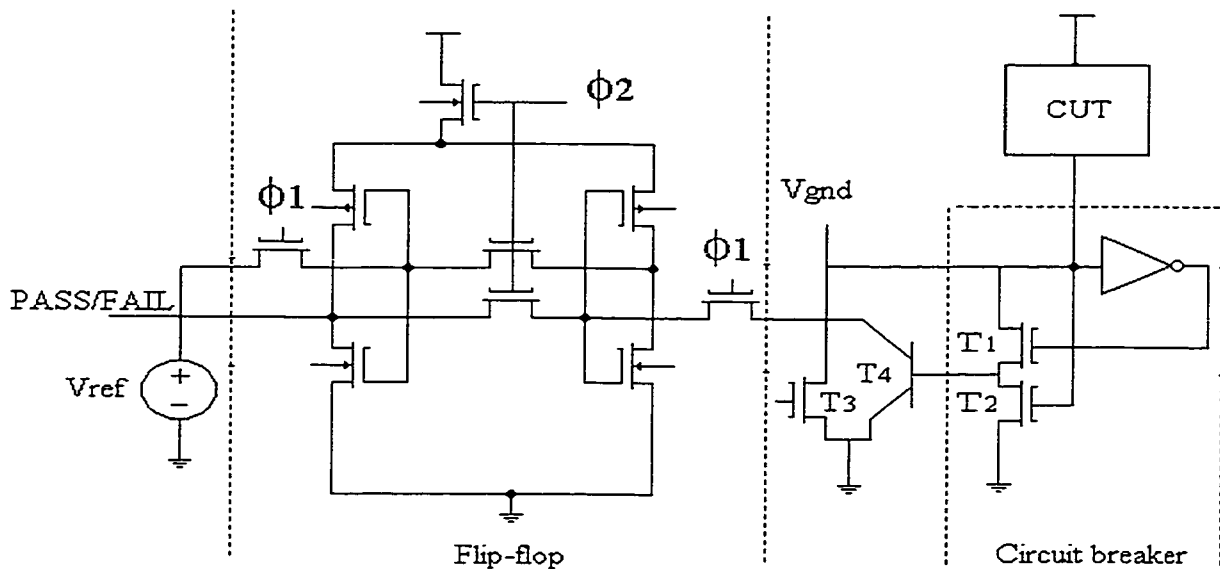 ϕ2
CUT
ϕ1
Vgnd
ϕ1
PASS/FAIL
T1
T4
Vref
+
−
T3
T2
Flip-flop
Circuit breaker